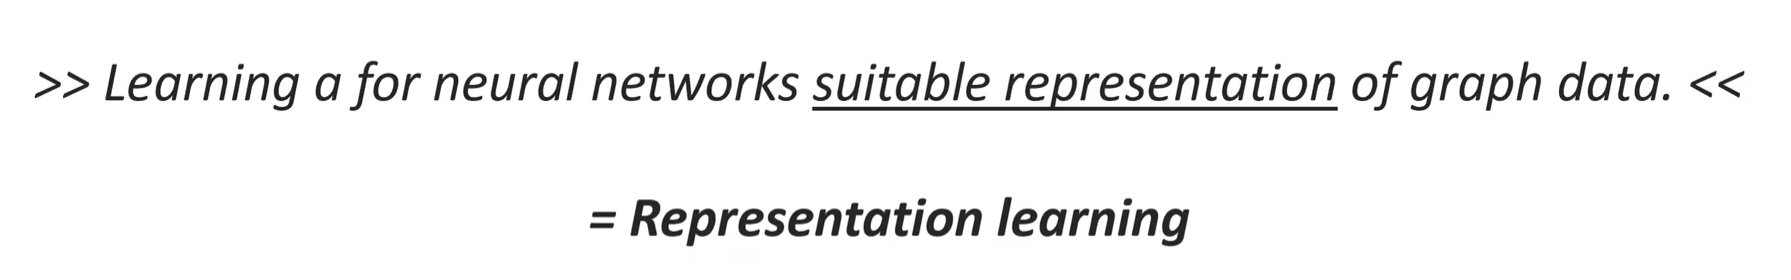 >> Learning a for neural networks suitable representation of graph data. <<
= Representation learning